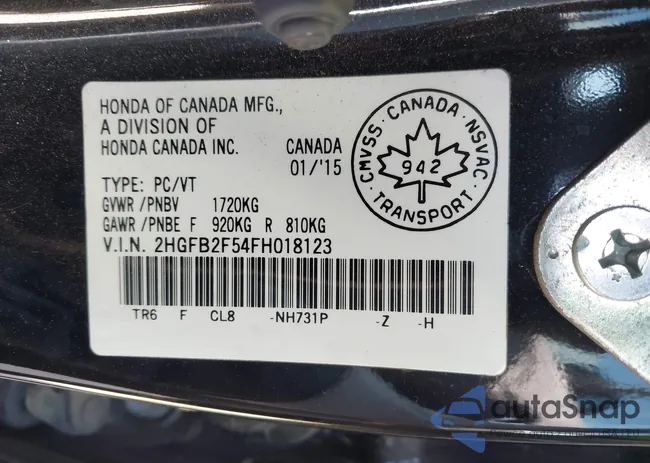 HONDA OF CANADA MFG.,
A DIVISION OF
HONDA CANADA INC.
CANADA
01/'15
TYPE: PC/VT
GVWR /PNBV 1720KG
GAWR /PNBE F 920KG R 810KG
V.I.N. 2HGFB2F54FH018123
TR6 F CL8 -NH731P -Z -H
CMVSS · CANADA · NSVAC
942
· TRANSPORT ·
autoSnap